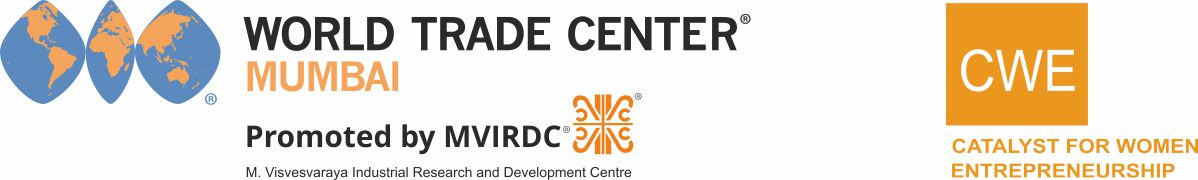 WORLD TRADE CENTER®
MUMBAI
®
Promoted by MVIRDC® ®
M. Visvesvaraya Industrial Research and Development Centre
CWE
CATALYST FOR WOMEN
ENTREPRENEURSHIP